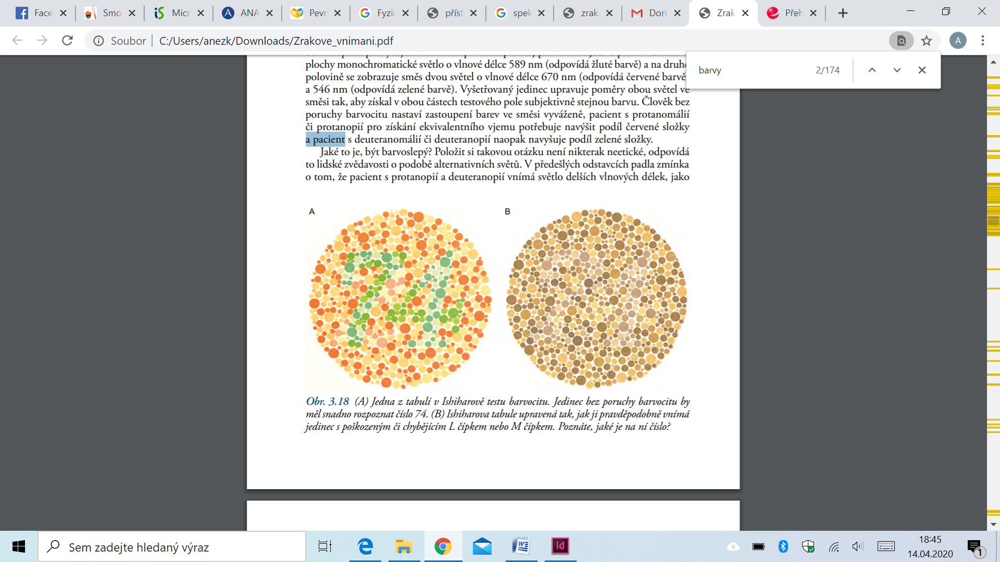 Face
Smo
Micr
ANA
Pevr
Fyzic
příst
spek
zrak
Doru
Zrak
Přeh
Soubor
C:/Users/anezk/Downloads/Zrakove_vnimani.pdf
A
barvy
2/174
plochy monochromatické světlo o vlnové délce 589 nm (odpovídá žluté barvě) a na druhé
polovině se zobrazuje směs dvou světel o vlnové délce 670 nm (odpovídá červené barvě
a 546 nm (odpovídá zelené barvě). Vyšetřovaný jedinec upravuje poměry obou světel ve
směsi tak, aby získal v obou částech testového pole subjektivně stejnou barvu. Člověk bez
poruchy barvocitu nastaví zastoupení barev ve směsi vyváženě, pacient s protanomálií
či protanopií pro získání ekvivalentního vjemu potřebuje navýšit podíl červené složky
a pacient s deuteranomálií či deuteranopií naopak navyšuje podíl zelené složky.
Jaké to je, být barvoslepý? Položit si takovou otázku není nikterak neetické, odpovídá
to lidské zvědavosti o podobě alternativních světů. V předešlých odstavcích padla zmínka
o tom, že pacient s protanopií a deuteranopií vnímá světlo delších vlnových délek, jako
A
B
74
Obr. 3.18 (A) Jedna z tabulí v Ishiharově testu barvocitu. Jedinec bez poruchy barvocitu by
měl snadno rozpoznat číslo 74. (B) Ishiharova tabule upravená tak, jak ji pravděpodobně vnímá
jedinec s poškozeným či chybějícím L čípkem nebo M čípkem. Poznáte, jaké je na ní číslo?
Sem zadejte hledaný výraz
Id
18:45
14.04.2020
1